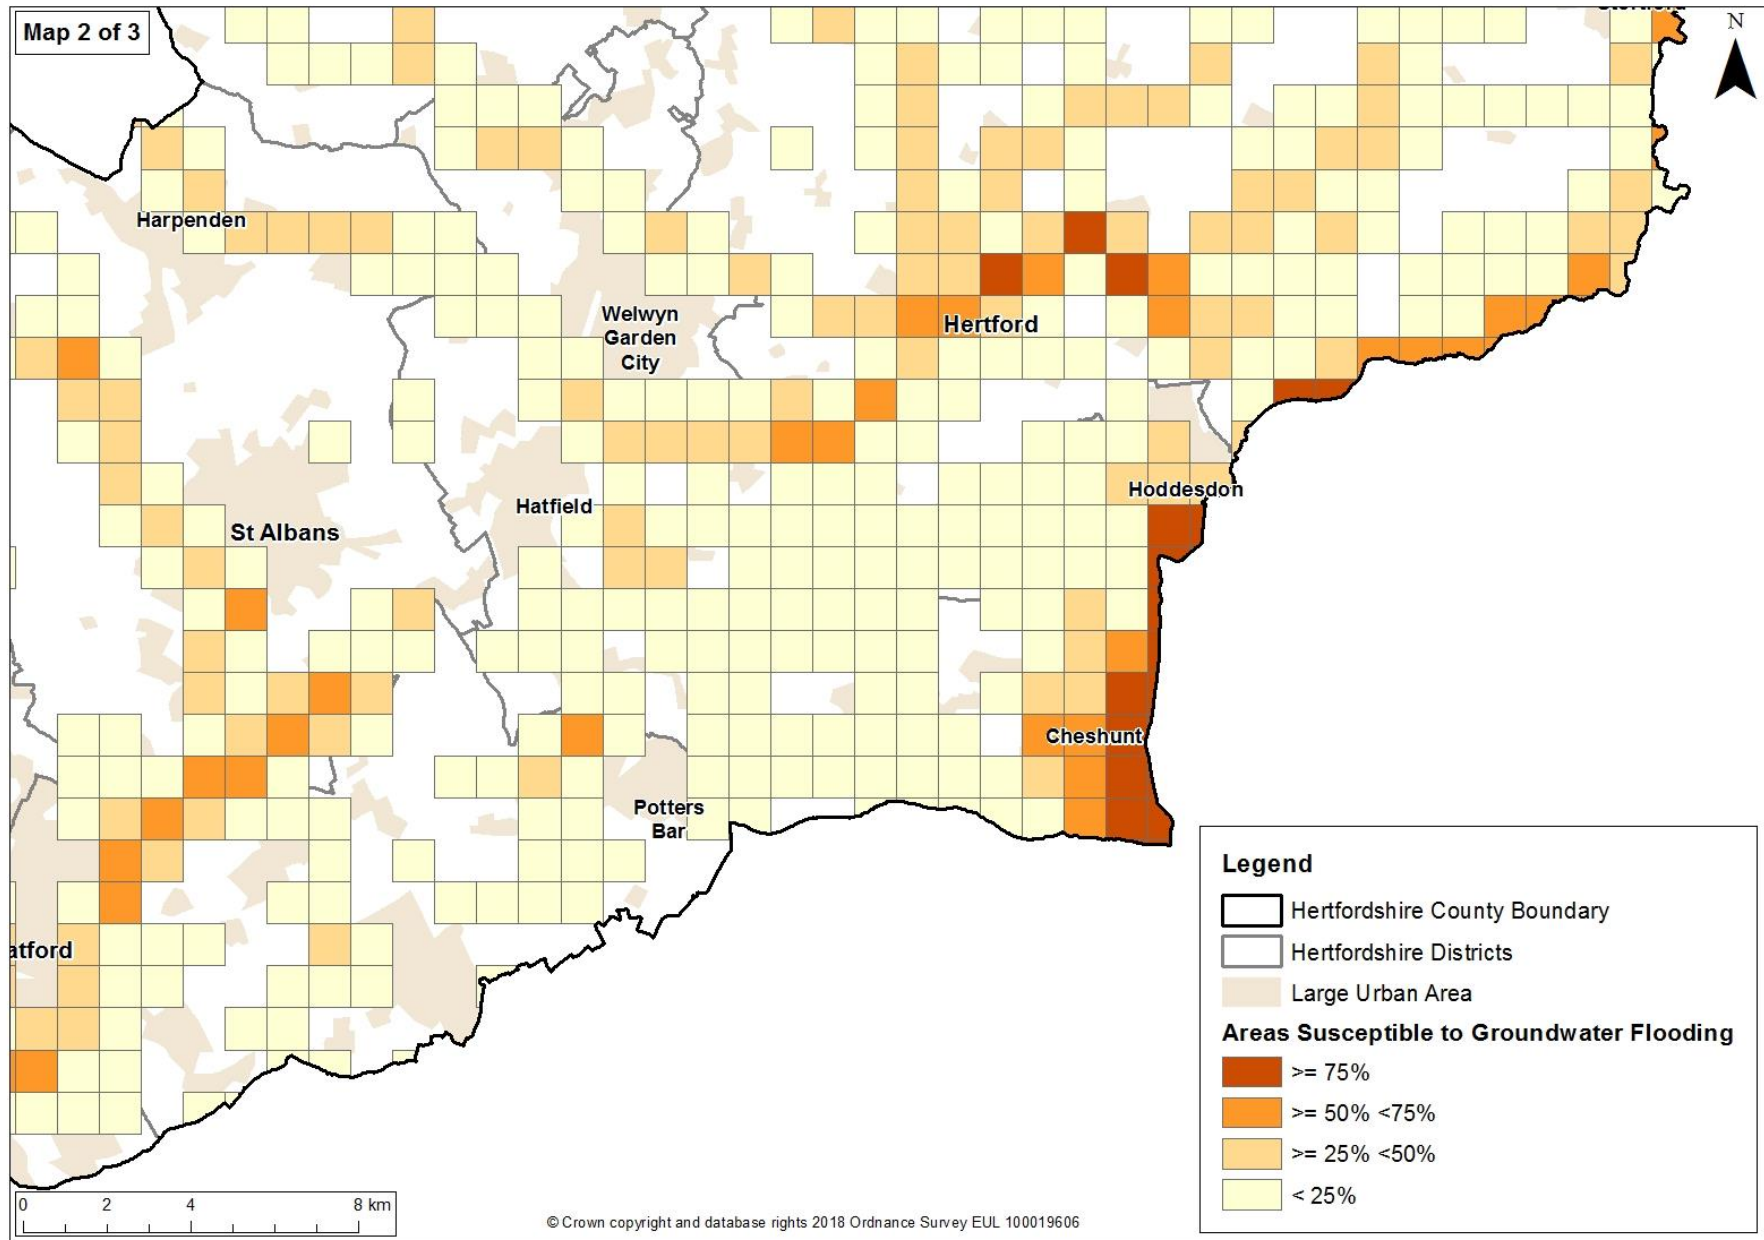 Map 2 of 3
N
Harpenden
Welwyn
Garden
City
Hertford
Hoddesdon
Hatfield
St Albans
Cheshunt
Potters
Bar
atford
Legend
Hertfordshire County Boundary
Hertfordshire Districts
Large Urban Area
Areas Susceptible to Groundwater Flooding
>= 75%
>= 50% <75%
>= 25% <50%
< 25%
0 2 4 8 km
© Crown copyright and database rights 2018 Ordnance Survey EUL 100019606